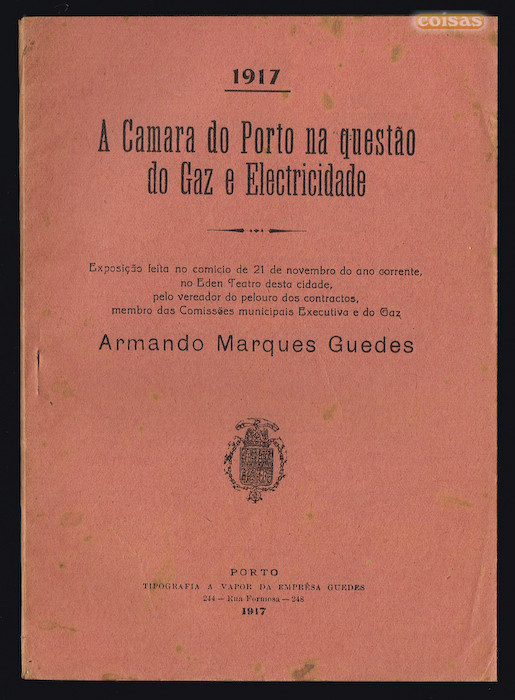 coisas
1917
A Camara do Porto na questão
do Gaz e Electricidade
Exposição feita no comicio de 21 de novembro do ano corrente,
no Eden Teatro desta cidade,
pelo vereador do pelouro dos contractos,
membro das Comissões municipais Executiva e do Gaz
Armando Marques Guedes
PORTO
TIPOGRAFIA A VAPOR DA EMPRÊSA GUEDES
244 — Rua Formosa — 248
1917